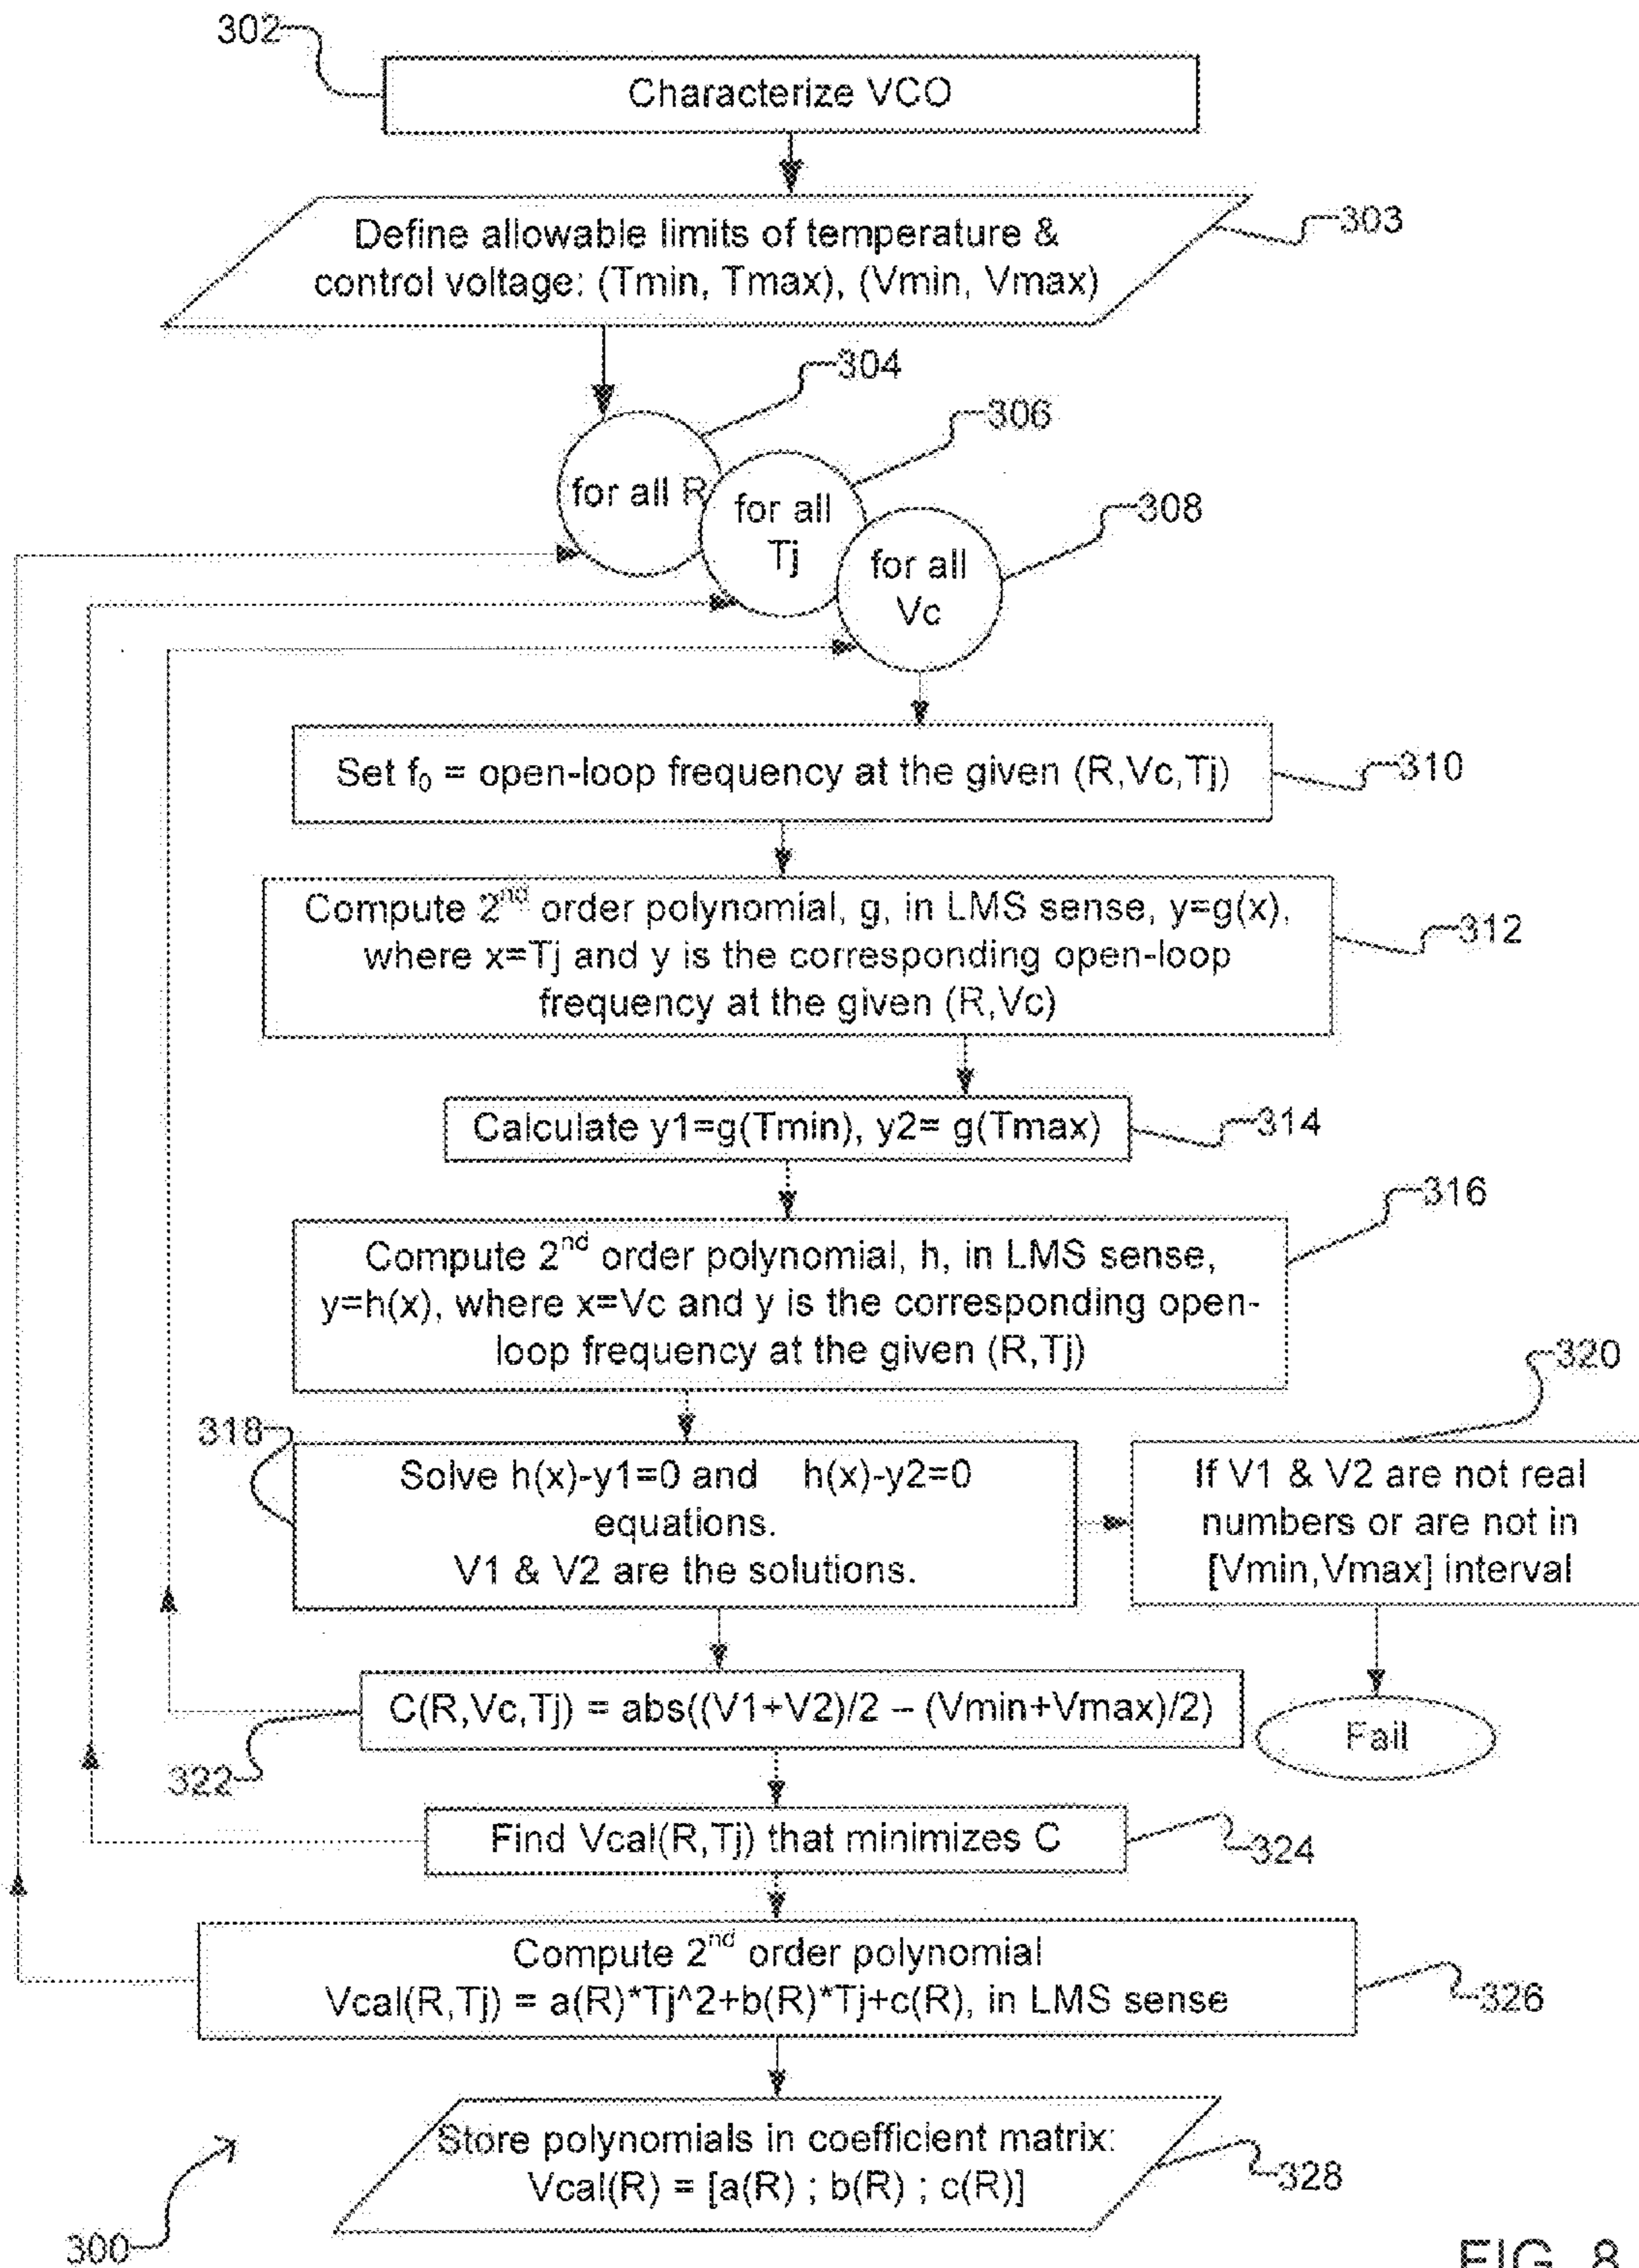 302
Characterize VCO
Define allowable limits of temperature &
control voltage: (Tmin, Tmax), (Vmin, Vmax)
303
304
306
308
for all R
for all
Tj
for all
Vc
Set f₀ = open-loop frequency at the given (R,Vc,Tj)
310
Compute 2nd order polynomial, g, in LMS sense, y=g(x),
where x=Tj and y is the corresponding open-loop
frequency at the given (R,Vc)
312
Calculate y1=g(Tmin), y2= g(Tmax)
314
316
Compute 2nd order polynomial, h, in LMS sense,
y=h(x), where x=Vc and y is the corresponding open-
loop frequency at the given (R,Tj)
318
Solve h(x)-y1=0 and h(x)-y2=0
equations.
V1 & V2 are the solutions.
320
If V1 & V2 are not real
numbers or are not in
[Vmin,Vmax] interval
Fail
C(R,Vc,Tj) = abs((V1+V2)/2 – (Vmin+Vmax)/2)
322
Find Vcal(R,Tj) that minimizes C
324
Compute 2nd order polynomial
Vcal(R,Tj) = a(R)*Tj^2+b(R)*Tj+c(R), in LMS sense
326
Store polynomials in coefficient matrix:
Vcal(R) = [a(R) ; b(R) ; c(R)]
328
300
FIG. 8